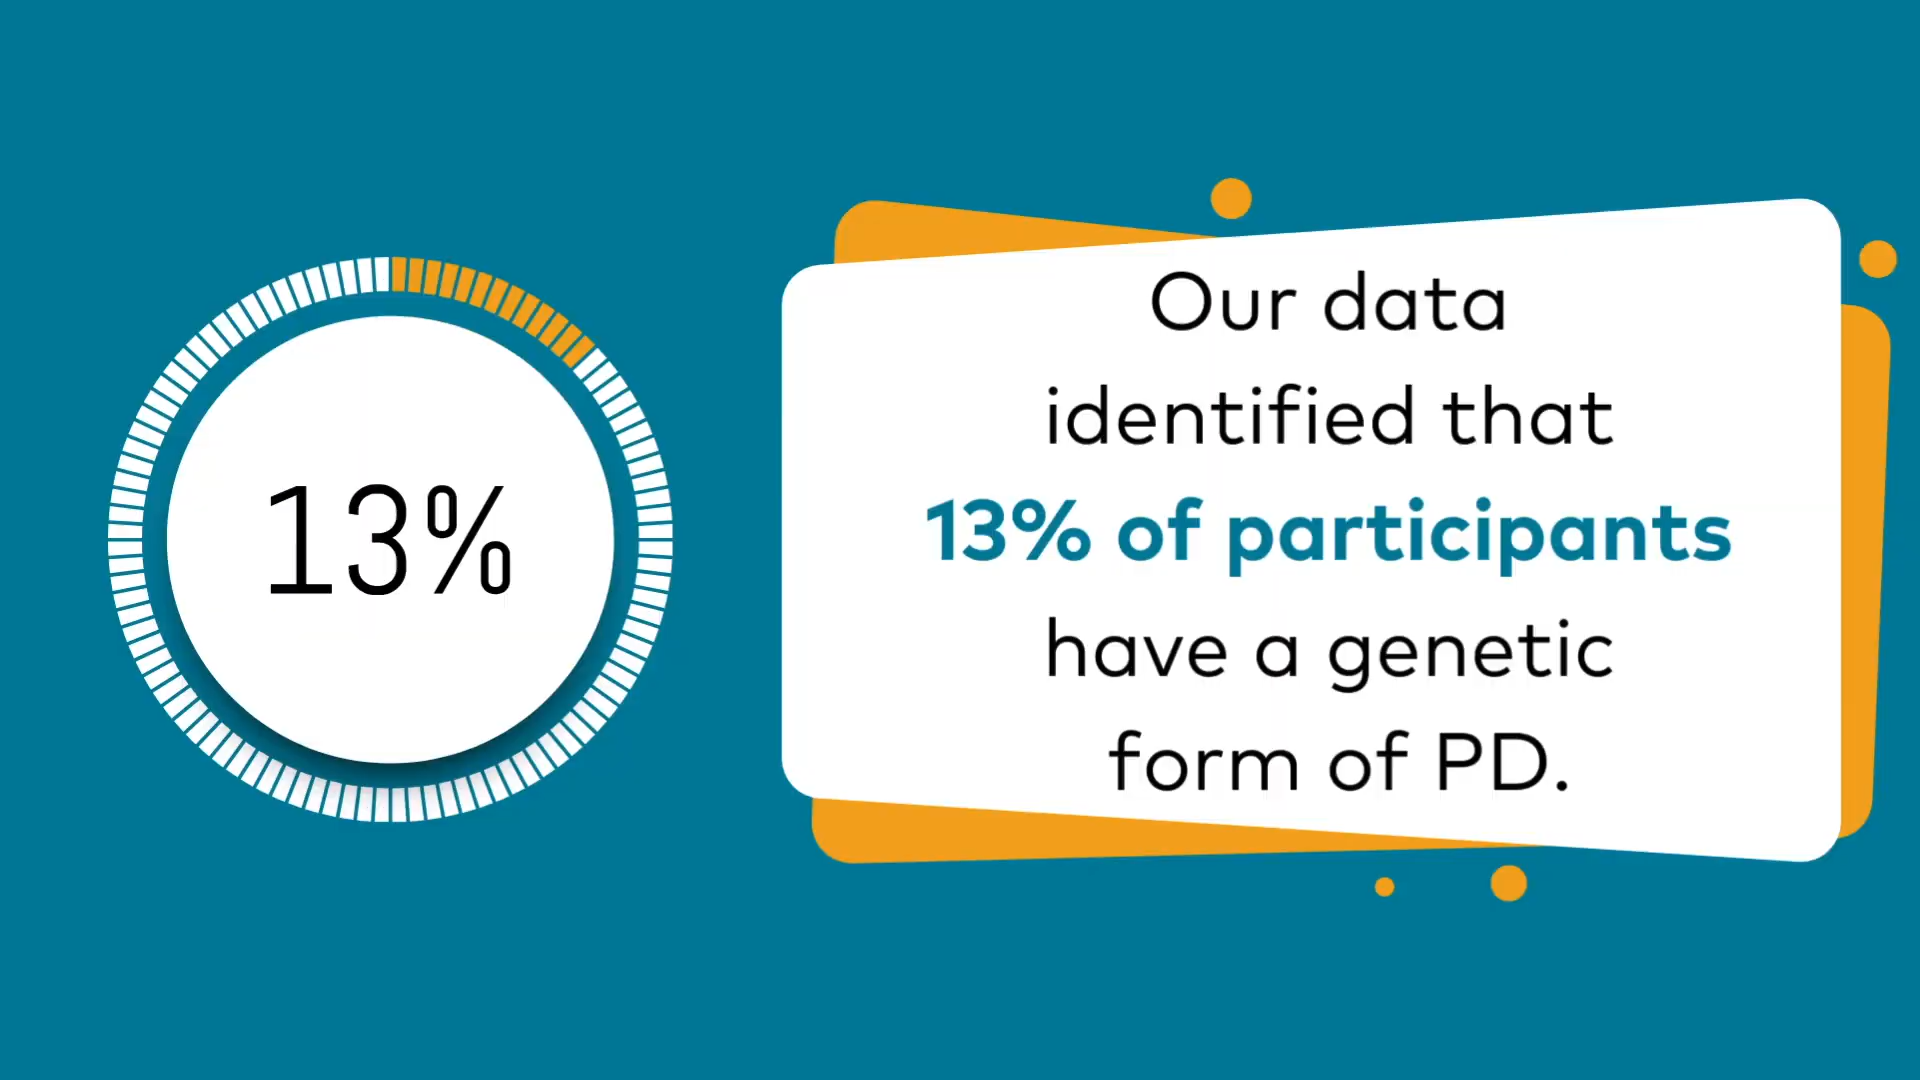 13%
Our data
identified that
13% of participants
have a genetic
form of PD.